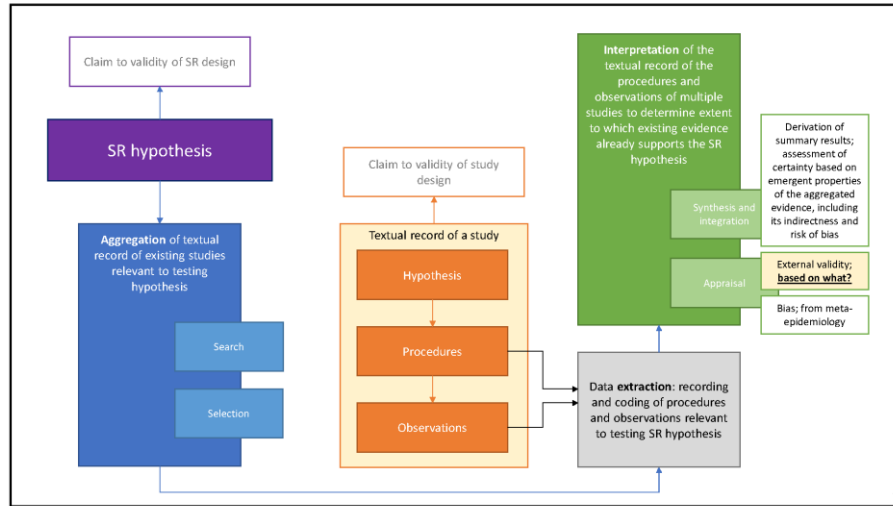 Claim to validity of SR design
SR hypothesis
Aggregation of textual
record of existing studies
relevant to testing
hypothesis
Search
Selection
Claim to validity of study
design
Textual record of a study
Hypothesis
Procedures
Observations
Interpretation of the
textual record of the
procedures and
observations of multiple
studies to determine extent
to which existing evidence
already supports the SR
hypothesis
Synthesis and
integration
Appraisal
Derivation of
summary results;
assessment of
certainty based on
emergent properties
of the aggregated
evidence, including
its indirectness and
risk of bias
External validity;
based on what?
Bias; from meta-
epidemiology
Data extraction: recording
and coding of procedures
and observations relevant
to testing SR hypothesis